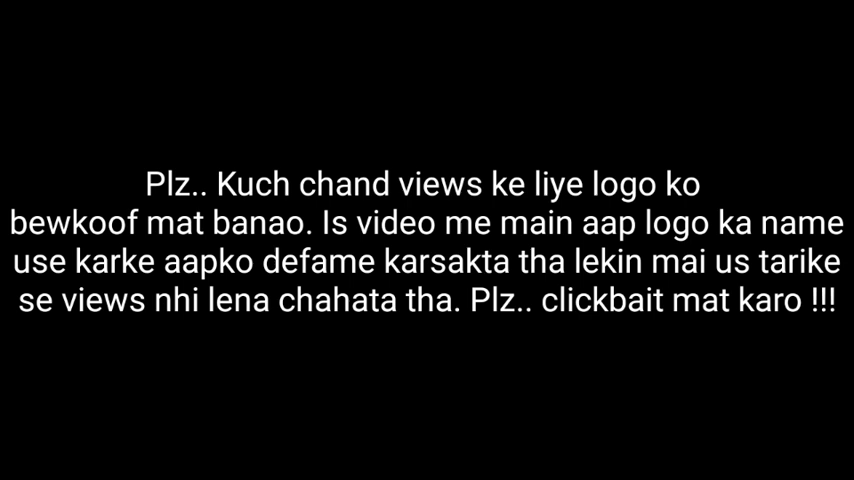 Plz.. Kuch chand views ke liye logo ko
bewkoof mat banao. Is video me main aap logo ka name
use karke aapko defame karsakta tha lekin mai us tarike
se views nhi lena chahata tha. Plz.. clickbait mat karo !!!